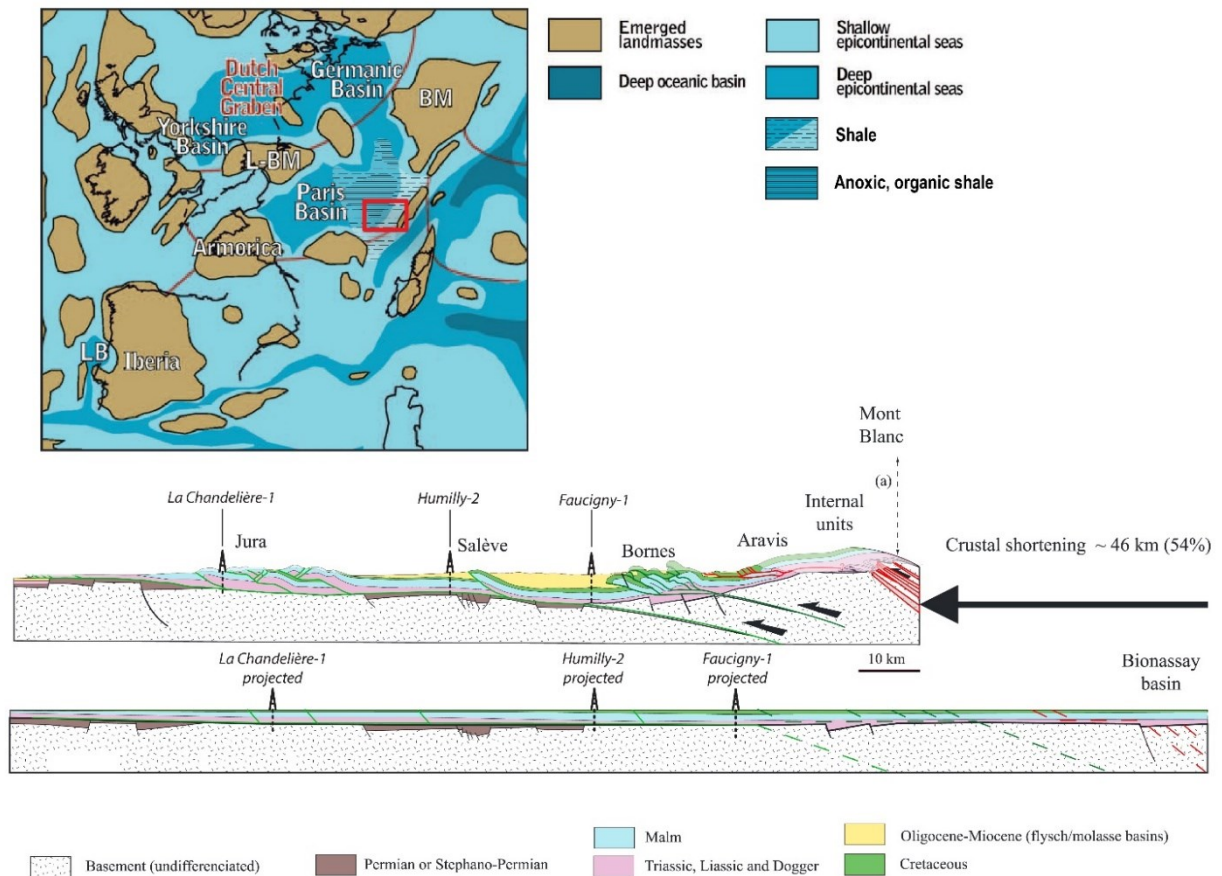 Dutch
Central
Graben
Germanic
Basin
BM
Yorkshire
Basin
L-BM
Paris
Basin
Armorica
LB
Iberia
Emerged
landmasses
Deep oceanic basin
Shallow
epicontinental seas
Deep
epicontinental seas
Shale
Anoxic, organic shale
Mont
Blanc
(a)
La Chandelière-1
Humilly-2
Faucigny-1
Internal
units
Jura
Salève
Bornes
Aravis
Crustal shortening ~ 46 km (54%)
10 km
La Chandelière-1
projected
Humilly-2
projected
Faucigny-1
projected
Bionassay
basin
Malm
Oligocene-Miocene (flysch/molasse basins)
Basement (undifferenciated)
Permian or Stephano-Permian
Triassic, Liassic and Dogger
Cretaceous